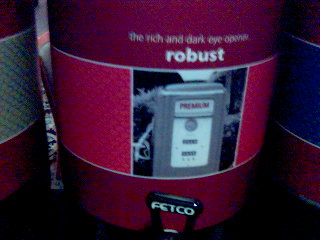 the rich and dark eye opener
robust
PREMIUM
FETCO